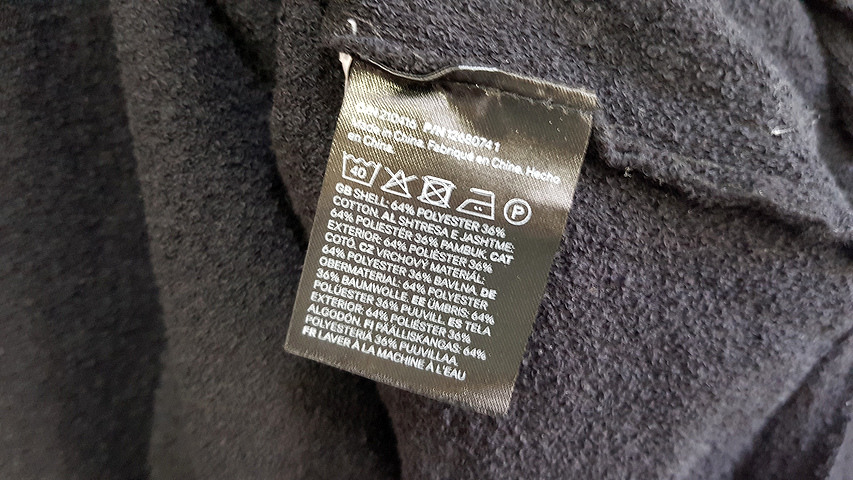 P/N 1268074 1
Made in China. Fabriqué en Chine. Hecho
en China.
40
P
GB SHELL: 64% POLYESTER 36%
COTTON. AL SHTRESA E JASHTME:
64% POLIESTËR 36% PAMBUK. CAT
EXTERIOR: 64% POLIÈSTER 36%
COTÓ. CZ VRCHOVÝ MATERIÁL:
64% POLYESTER 36% BAVLNA. DE
OBERMATERIAL: 64% POLYESTER
36% BAUMWOLLE. EE ÜMBRIS: 64%
POLÜESTER 36% PUUVILL. ES TELA
EXTERIOR: 64% POLIÉSTER 36%
ALGODÓN. FI PÄÄLLISKANGAS: 64%
POLYESTERIÄ 36% PUUVILLAA.
FR LAVER À LA MACHINE À L'EAU